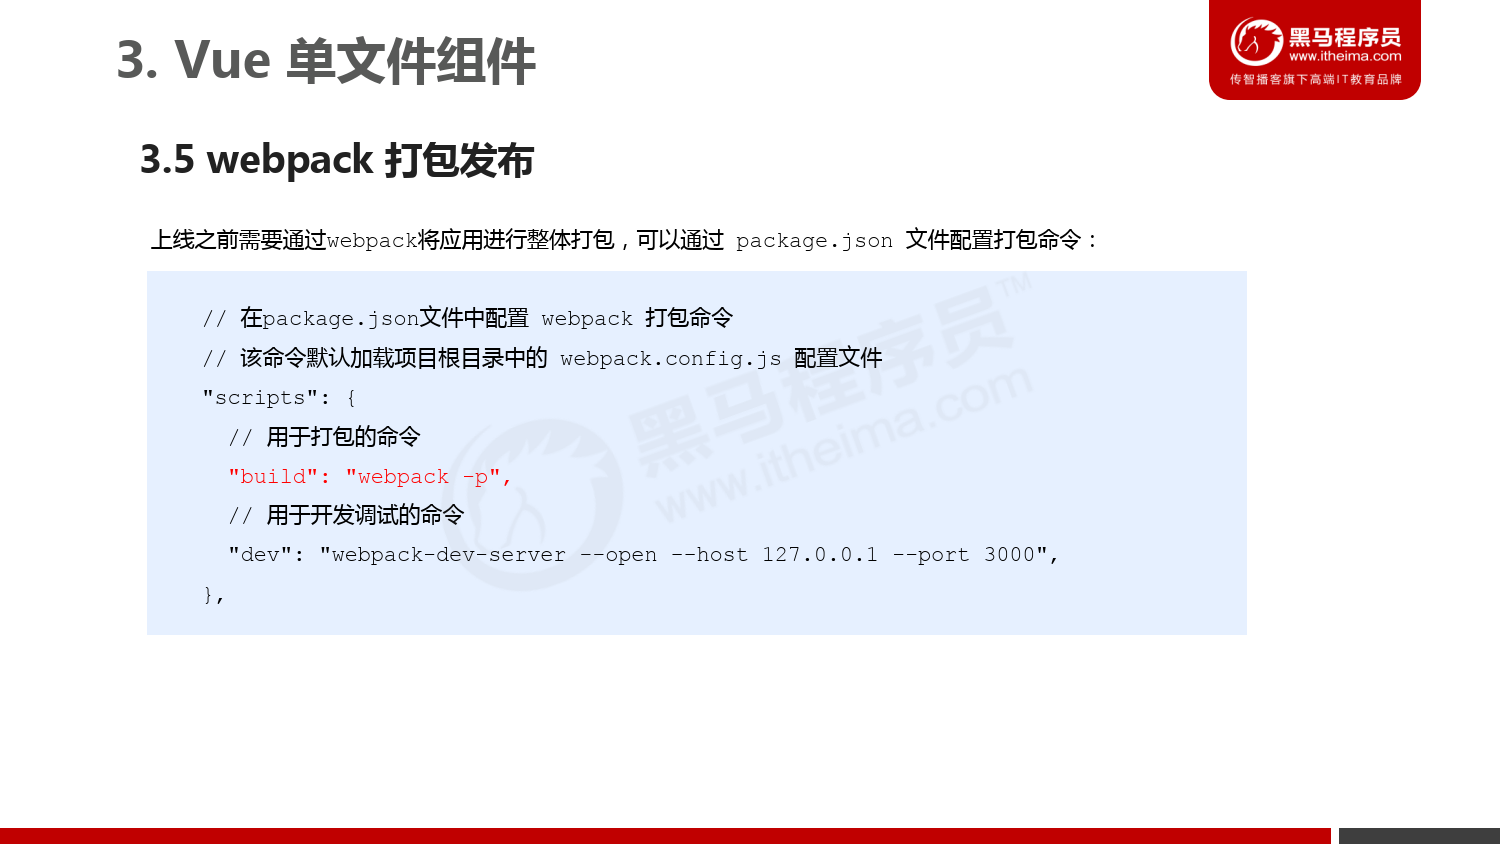 3. Vue 单文件组件
黑马程序员
www.itheima.com
传智播客旗下高端IT教育品牌
3.5 webpack 打包发布
上线之前需要通过webpack将应用进行整体打包，可以通过 package.json 文件配置打包命令：
// 在package.json文件中配置 webpack 打包命令
// 该命令默认加载项目根目录中的 webpack.config.js 配置文件
"scripts": {
// 用于打包的命令
"build": "webpack -p",
// 用于开发调试的命令
"dev": "webpack-dev-server --open --host 127.0.0.1 --port 3000",
},
黑马程序员™
www.itheima.com